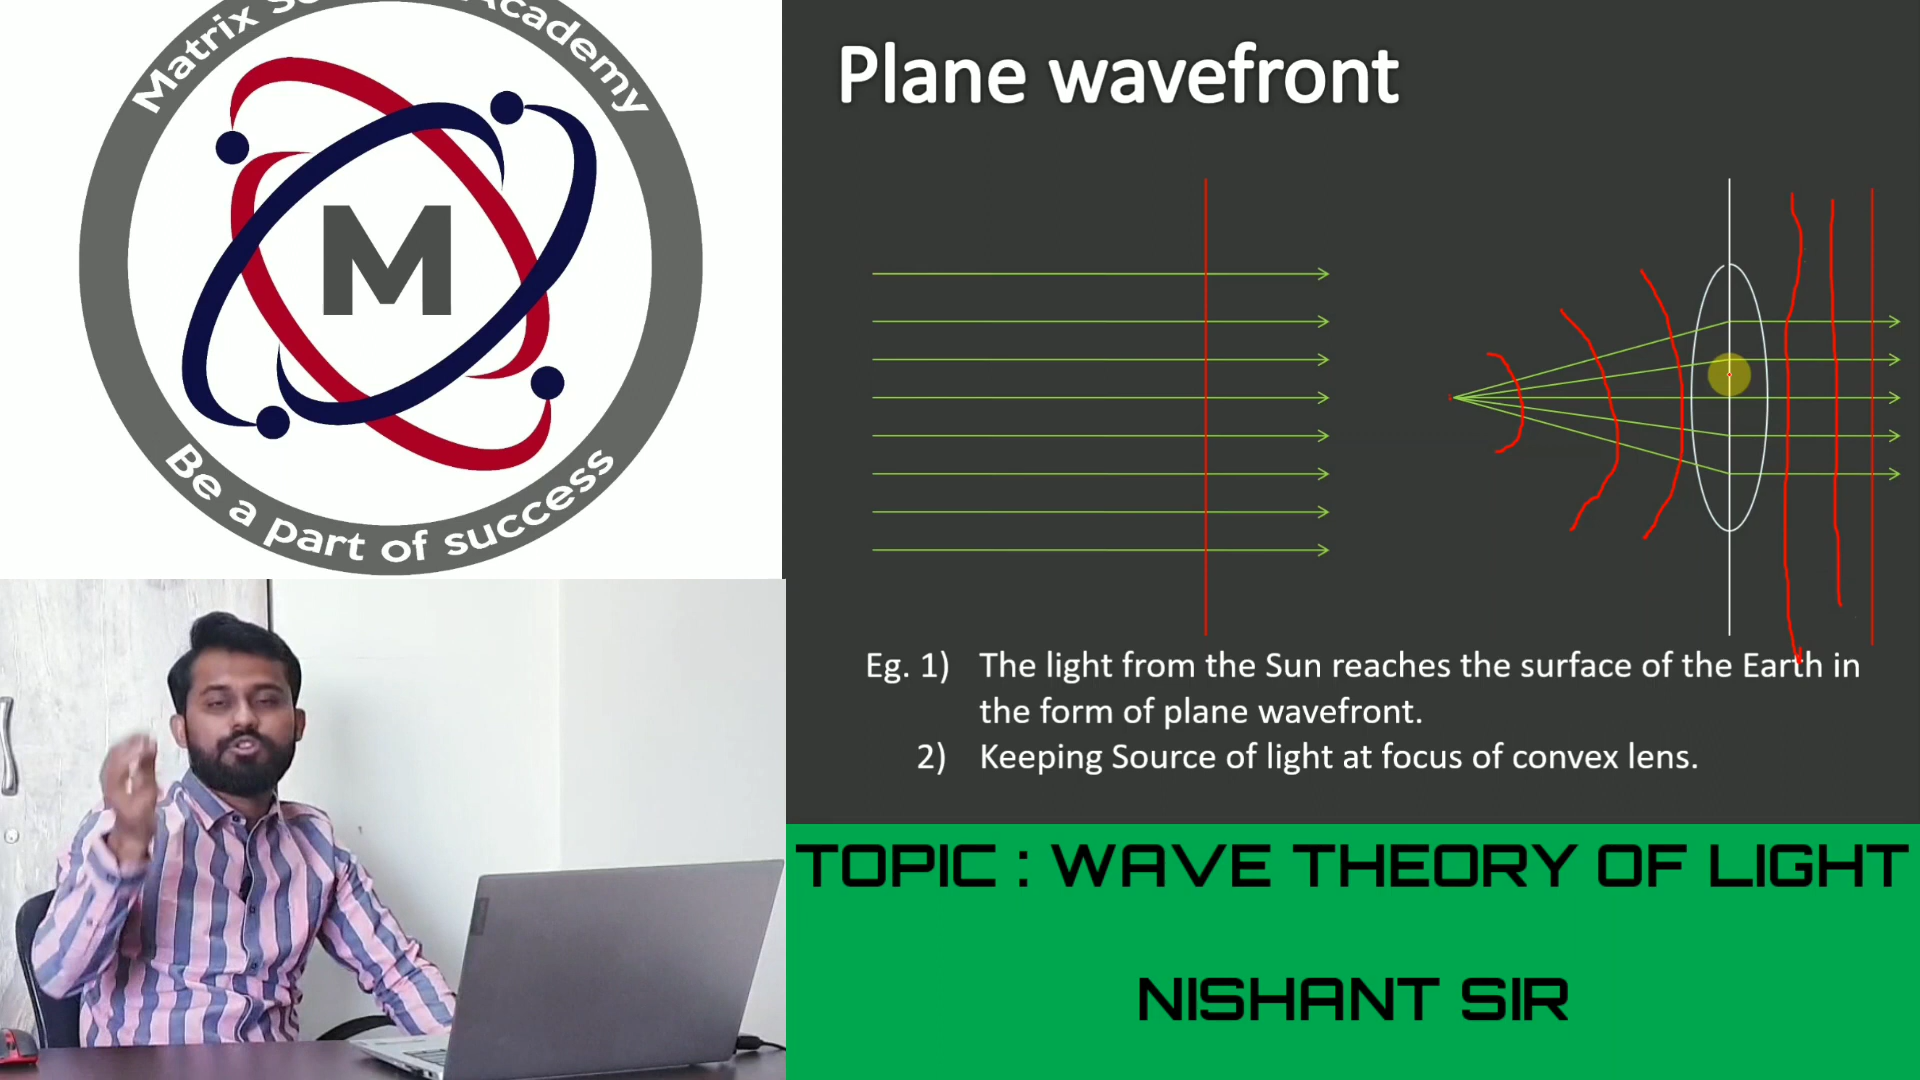 Matrix Academy
M
Be a part of success
Plane wavefront
Eg. 1) The light from the Sun reaches the surface of the Earth in
the form of plane wavefront.
2) Keeping Source of light at focus of convex lens.
TOPIC : WAVE THEORY OF LIGHT
NISHANT SIR